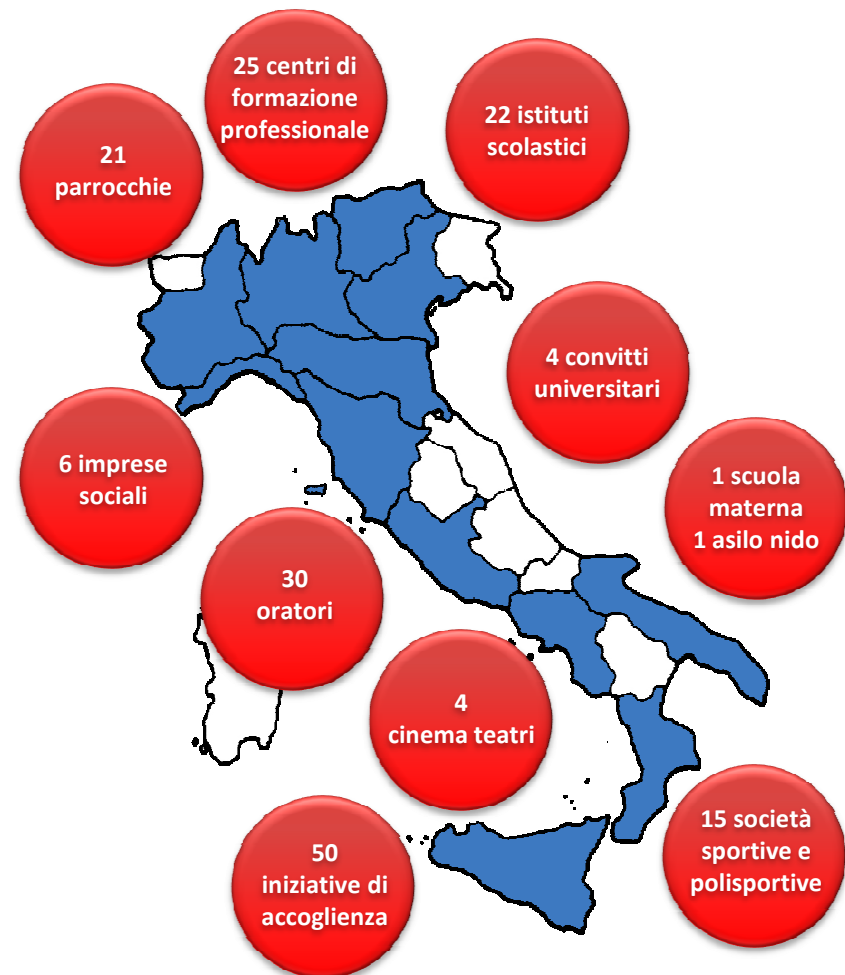 25 centri di
formazione
professionale
22 istituti
scolastici
21
parrocchie
4 convitti
universitari
6 imprese
sociali
1 scuola
materna
1 asilo nido
30
oratori
4
cinema teatri
15 società
sportive e
polisportive
50
iniziative di
accoglienza